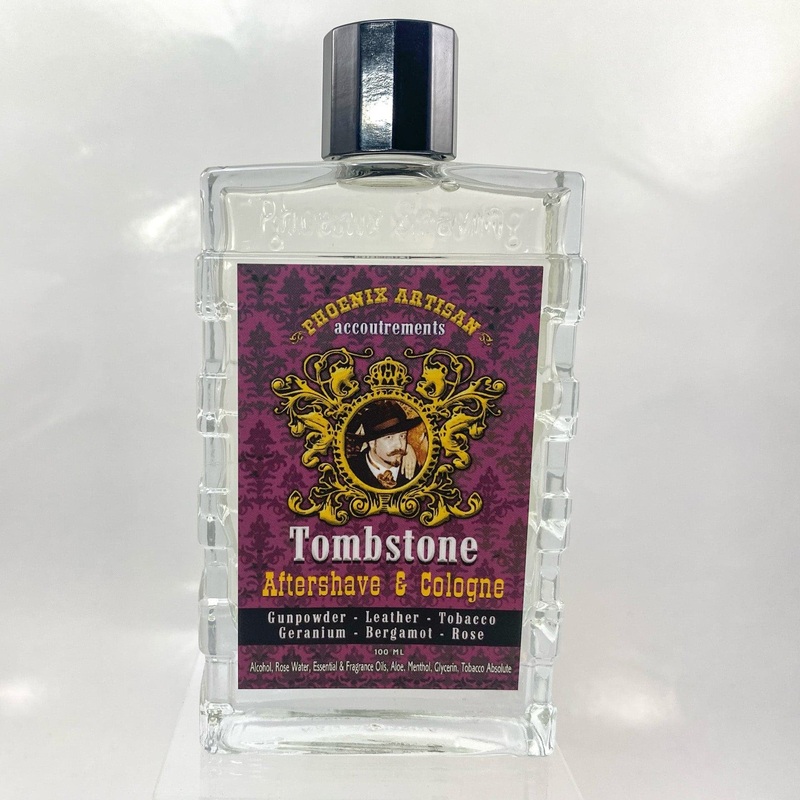 Phoenix Shaving
PHOENIX ARTISAN
accoutrements
Tombstone
Aftershave & Cologne
Gunpowder - Leather - Tobacco
Geranium - Bergamot - Rose
100 ML
Alcohol, Rose Water, Essential & Fragrance Oils, Aloe, Menthol, Glycerin, Tobacco Absolute